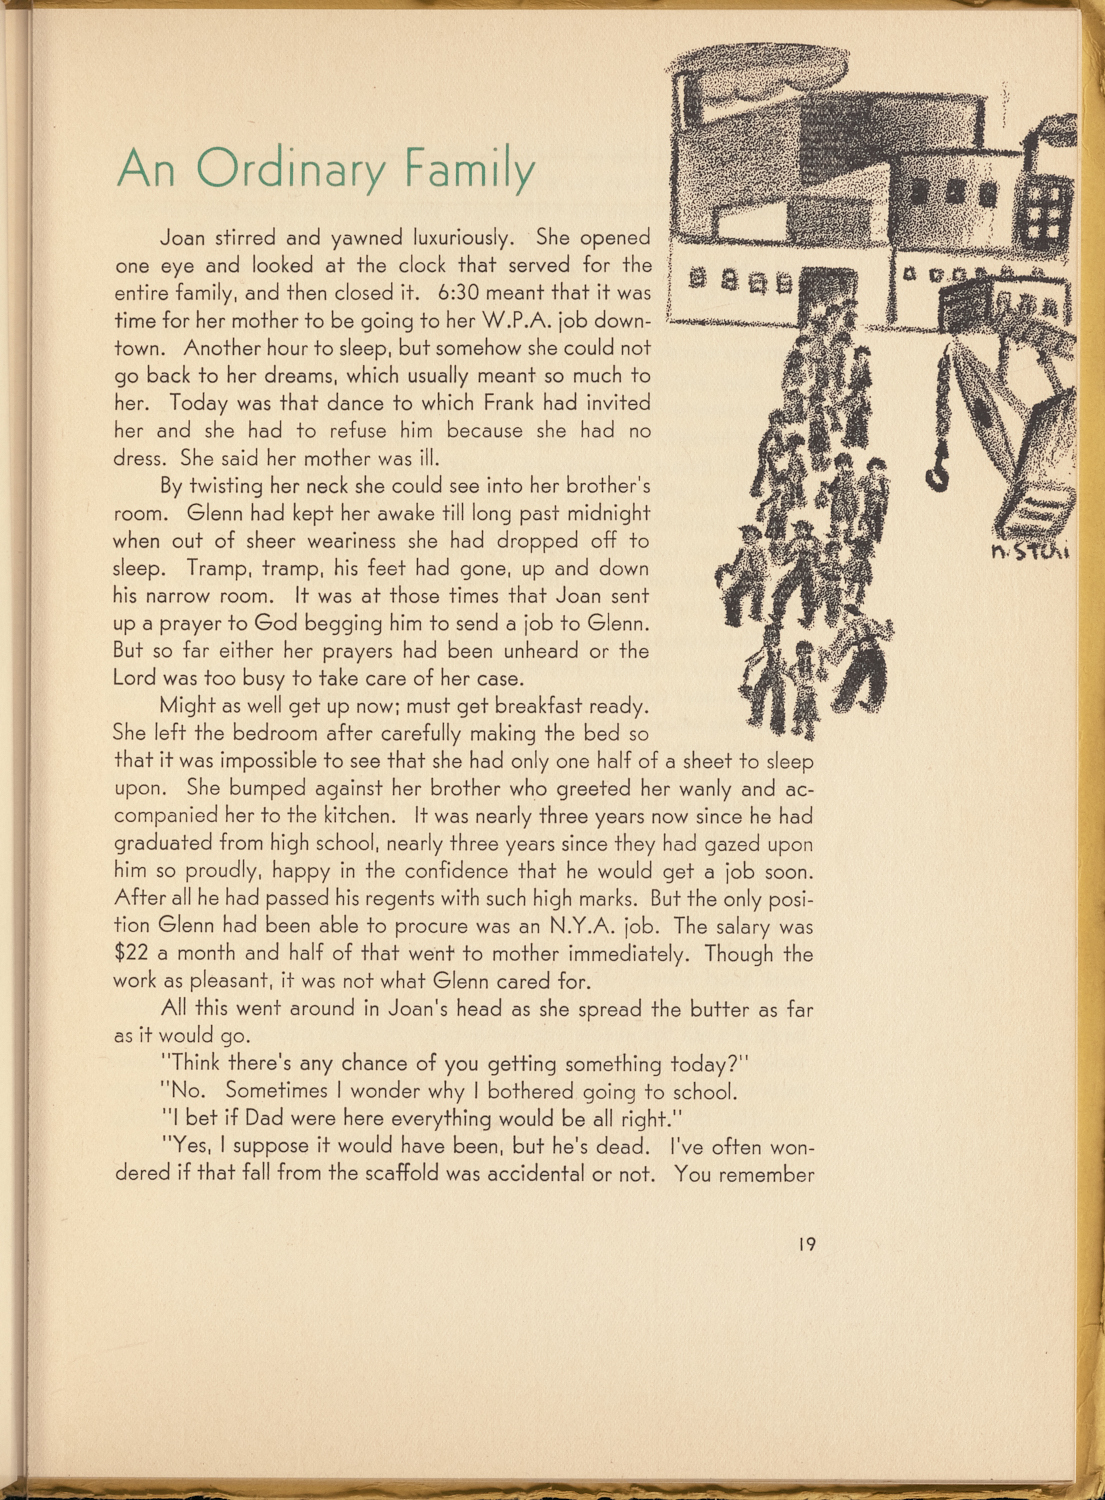 An Ordinary Family
Joan stirred and yawned luxuriously. She opened
one eye and looked at the clock that served for the
entire family, and then closed it. 6:30 meant that it was
time for her mother to be going to her W.P.A. job down-
town. Another hour to sleep, but somehow she could not
go back to her dreams, which usually meant so much to
her. Today was that dance to which Frank had invited
her and she had to refuse him because she had no
dress. She said her mother was ill.
By twisting her neck she could see into her brother's
room. Glenn had kept her awake till long past midnight
when out of sheer weariness she had dropped off to
sleep. Tramp, tramp, his feet had gone, up and down
his narrow room. It was at those times that Joan sent
up a prayer to God begging him to send a job to Glenn.
But so far either her prayers had been unheard or the
Lord was too busy to take care of her case.
Might as well get up now; must get breakfast ready.
She left the bedroom after carefully making the bed so
that it was impossible to see that she had only one half of a sheet to sleep
upon. She bumped against her brother who greeted her wanly and ac-
companied her to the kitchen. It was nearly three years now since he had
graduated from high school, nearly three years since they had gazed upon
him so proudly, happy in the confidence that he would get a job soon.
After all he had passed his regents with such high marks. But the only posi-
tion Glenn had been able to procure was an N.Y.A. job. The salary was
$22 a month and half of that went to mother immediately. Though the
work as pleasant, it was not what Glenn cared for.
All this went around in Joan's head as she spread the butter as far
as it would go.
"Think there's any chance of you getting something today?"
"No. Sometimes I wonder why I bothered going to school.
"I bet if Dad were here everything would be all right."
"Yes, I suppose it would have been, but he's dead. I've often won-
dered if that fall from the scaffold was accidental or not. You remember
19